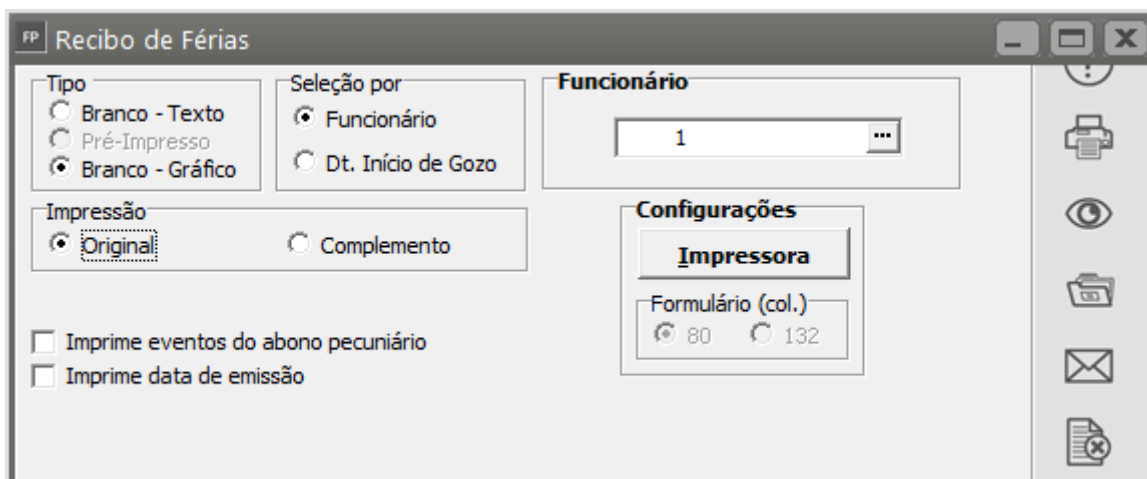 FP Recibo de Férias
Tipo
Branco - Texto
Pré-Impresso
Branco - Gráfico
Seleção por
Funcionário
Dt. Início de Gozo
Funcionário
1 ...
Impressão
Original
Complemento
Configurações
Impressora
Formulário (col.)
80 132
Imprime eventos do abono pecuniário
Imprime data de emissão